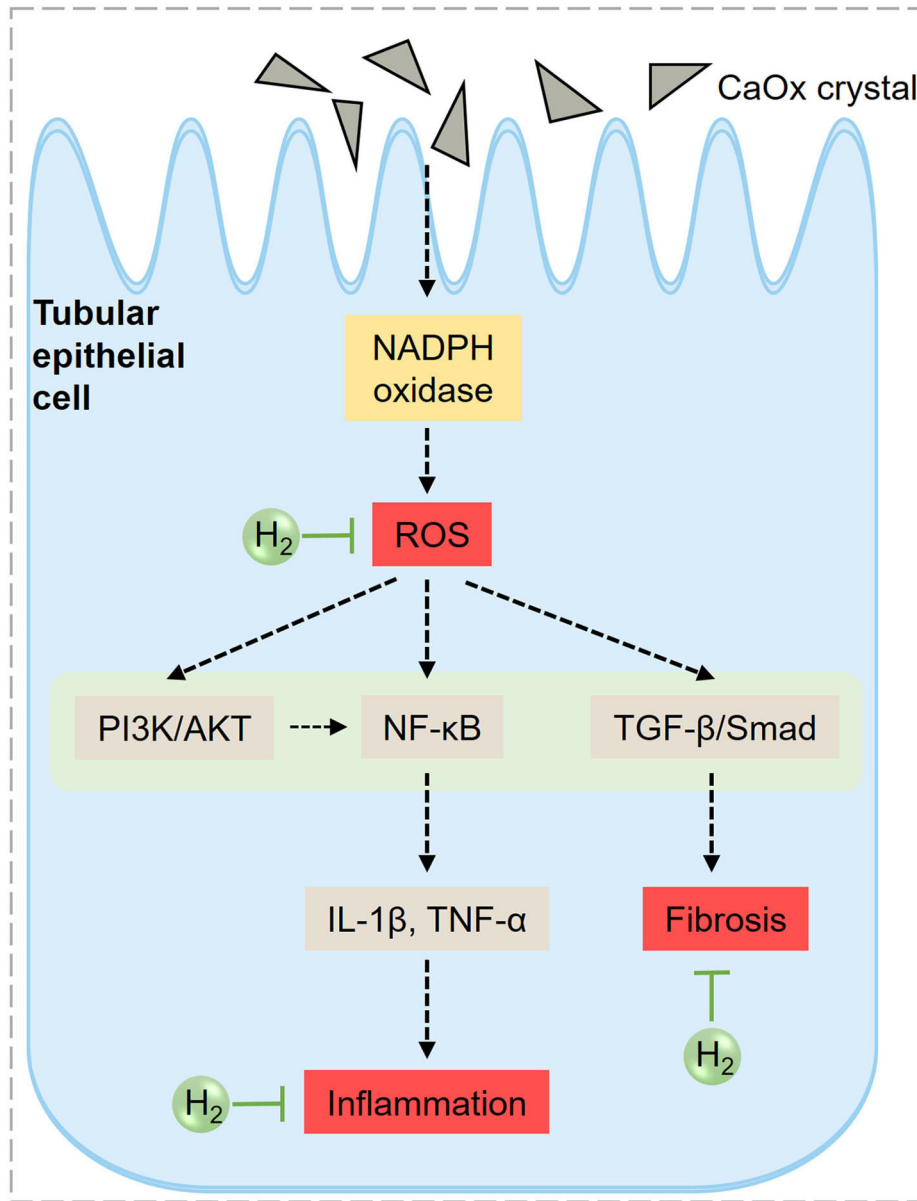 CaOx crystal
Tubular
epithelial
cell
NADPH
oxidase
H₂
ROS
PI3K/AKT
NF-κB
TGF-β/Smad
IL-1β, TNF-α
Fibrosis
H₂
H₂
Inflammation